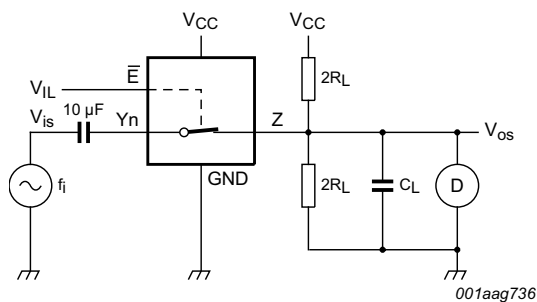 VCC
VCC
E̅
2RL
VIL
10 μF
Vis
Yn
Z
Vos
fi
GND
2RL
CL
D
001aag736